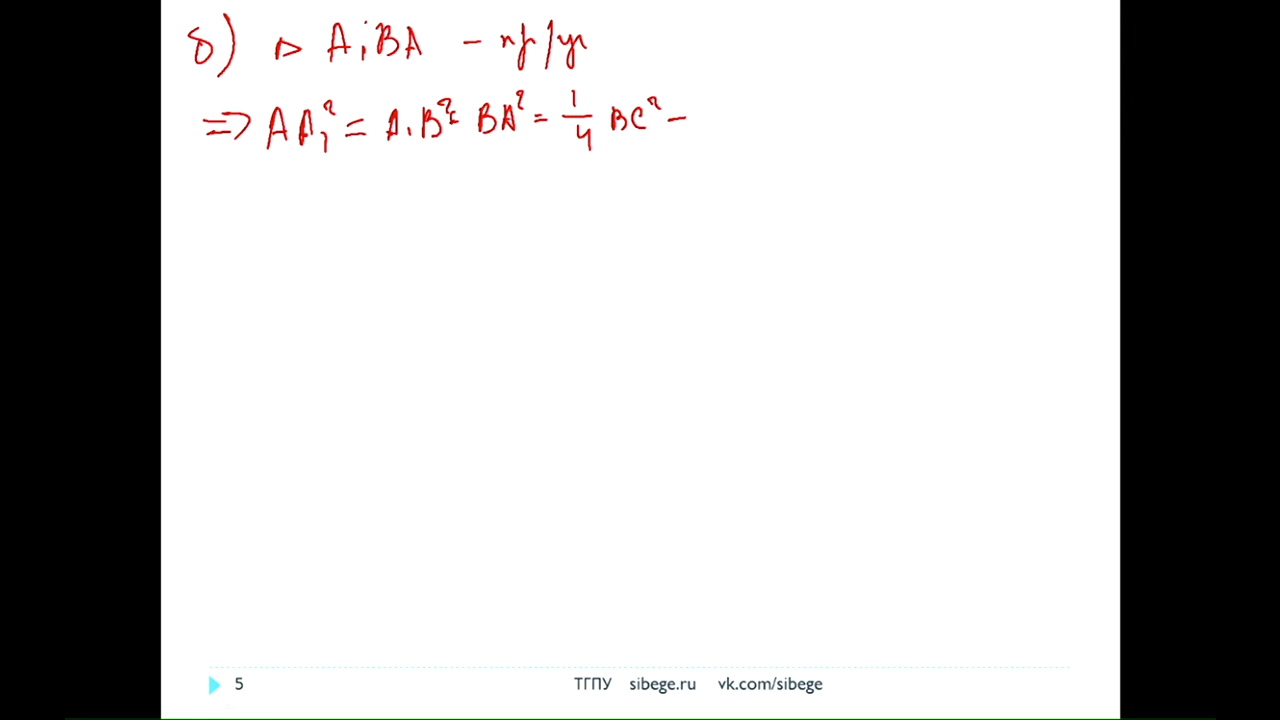 б) ▷ A₁BA – пр/уг
=> AA₁² = A₁B² ± BA² = 1/4 BC² –
5 ТГПУ sibege.ru vk.com/sibege